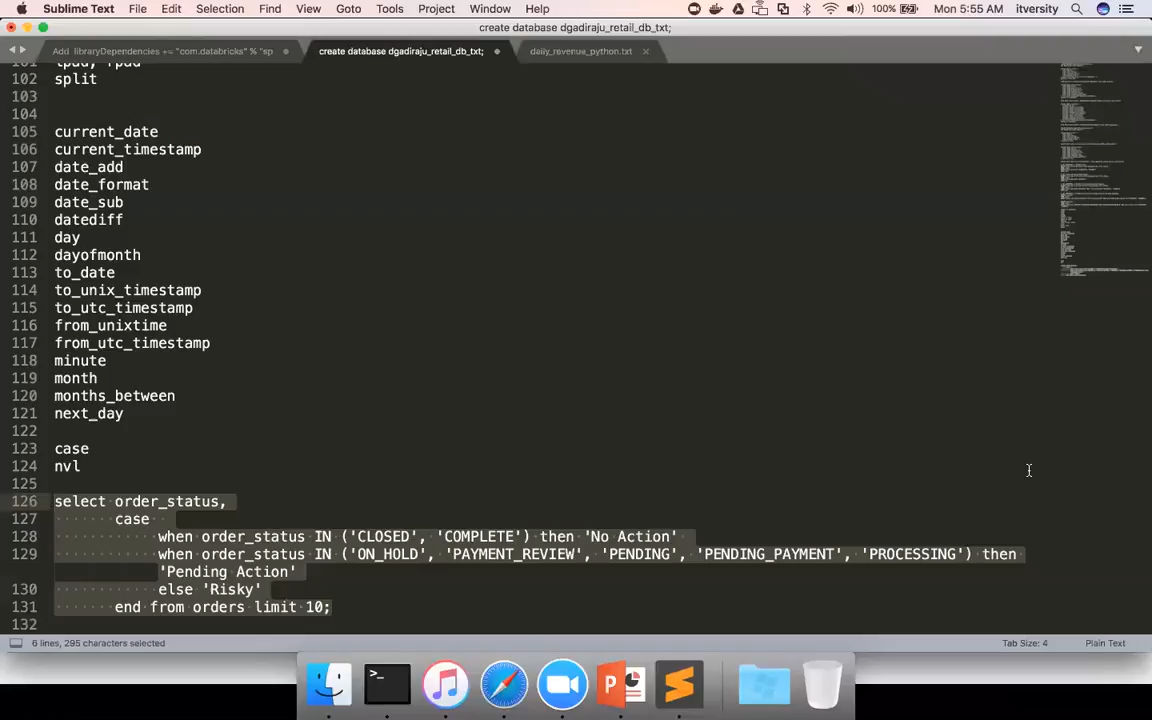 Sublime Text File Edit Selection Find View Goto Tools Project Window Help 100% Mon 5:55 AM itversity
create database dgadiraju_retail_db_txt;
Add libraryDependencies += "com.databricks" % "sp create database dgadiraju_retail_db_txt; daily_revenue_python.txt
101 lpad, rpad
102 split
103
104
105 current_date
106 current_timestamp
107 date_add
108 date_format
109 date_sub
110 datediff
111 day
112 dayofmonth
113 to_date
114 to_unix_timestamp
115 to_utc_timestamp
116 from_unixtime
117 from_utc_timestamp
118 minute
119 month
120 months_between
121 next_day
122
123 case
124 nvl
125
126 select order_status,
127 case
128 when order_status IN ('CLOSED', 'COMPLETE') then 'No Action'
129 when order_status IN ('ON_HOLD', 'PAYMENT_REVIEW', 'PENDING', 'PENDING_PAYMENT', 'PROCESSING') then
'Pending Action'
130 else 'Risky'
131 end from orders limit 10;
132
6 lines, 295 characters selected Tab Size: 4 Plain Text